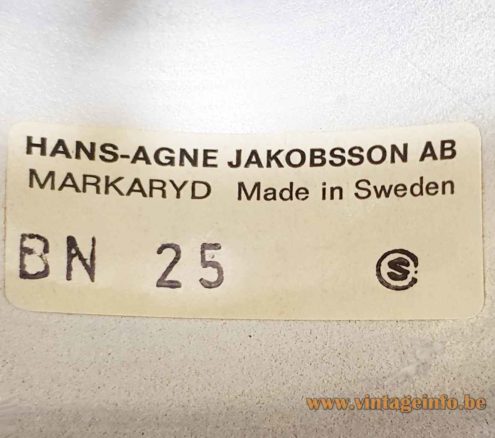 HANS-AGNE JAKOBSSON AB
MARKARYD Made in Sweden
BN 25 S
www.vintageinfo.be